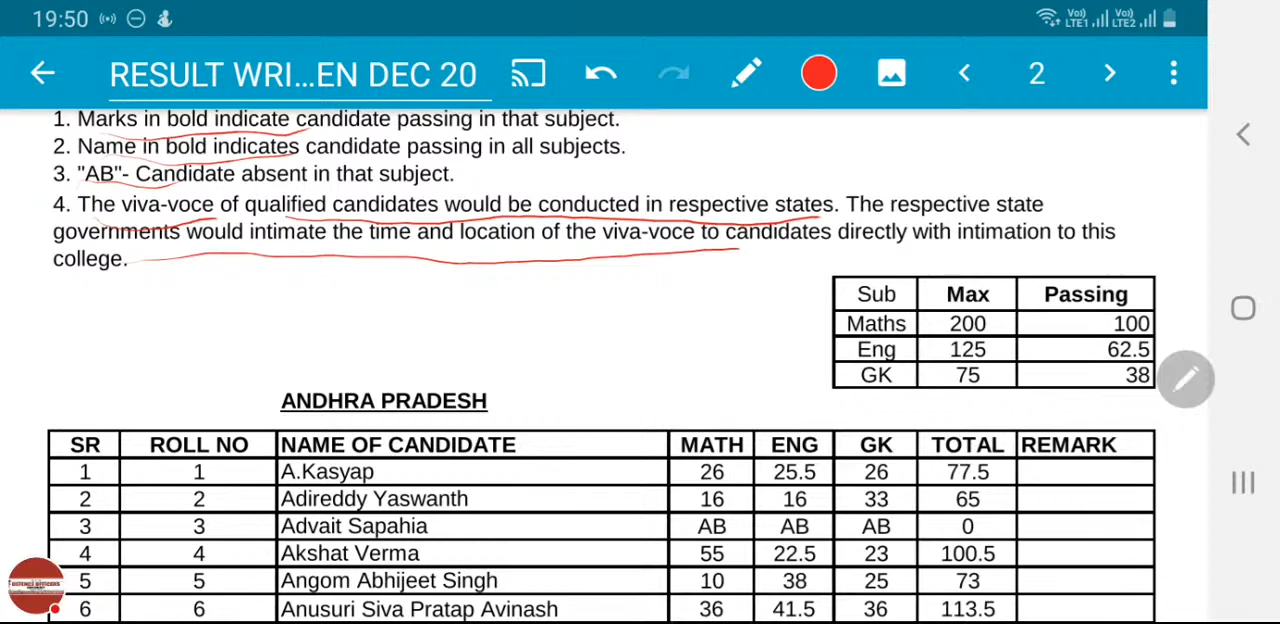 19:50
Vo) LTE1 Vo) LTE2
RESULT WRI...EN DEC 20
2
1. Marks in bold indicate candidate passing in that subject.
2. Name in bold indicates candidate passing in all subjects.
3. "AB"- Candidate absent in that subject.
4. The viva-voce of qualified candidates would be conducted in respective states. The respective state
governments would intimate the time and location of the viva-voce to candidates directly with intimation to this
college.
Sub Max Passing
Maths 200 100
Eng 125 62.5
GK 75 38
ANDHRA PRADESH
SR ROLL NO NAME OF CANDIDATE MATH ENG GK TOTAL REMARK
1 1 A.Kasyap 26 25.5 26 77.5
2 2 Adireddy Yaswanth 16 16 33 65
3 3 Advait Sapahia AB AB AB 0
4 4 Akshat Verma 55 22.5 23 100.5
5 5 Angom Abhijeet Singh 10 38 25 73
6 6 Anusuri Siva Pratap Avinash 36 41.5 36 113.5